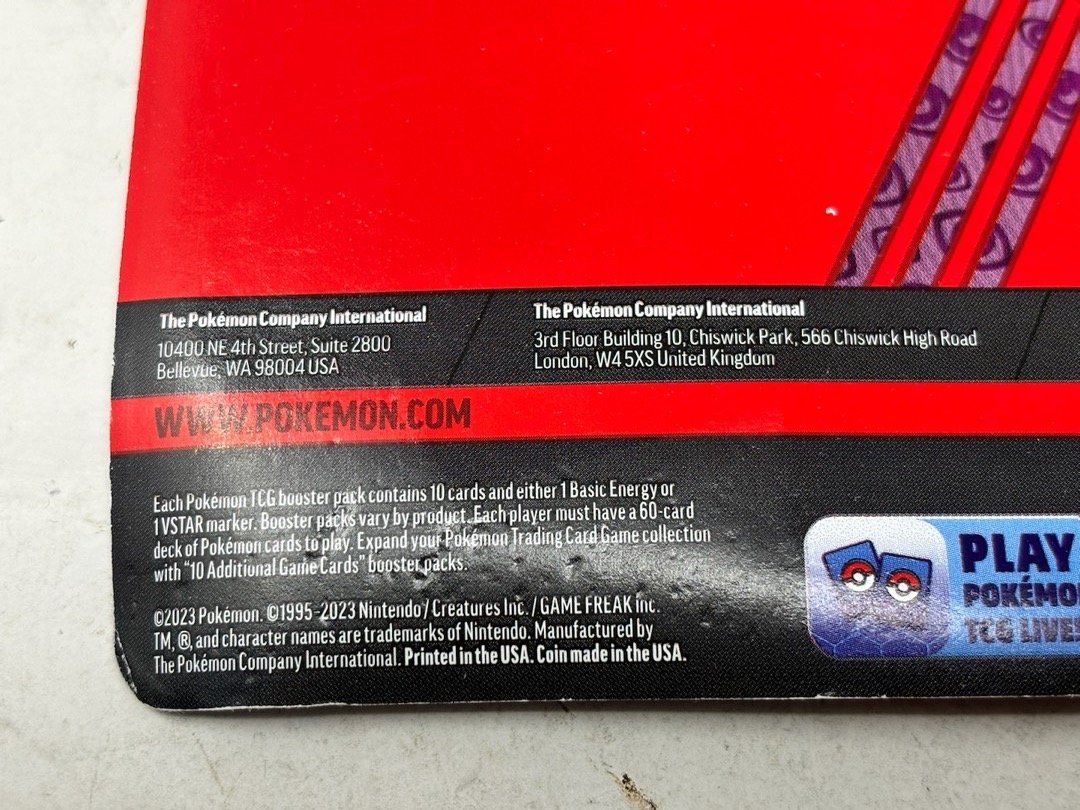 The Pokémon Company International
10400 NE 4th Street, Suite 2800
Bellevue, WA 98004 USA
The Pokémon Company International
3rd Floor Building 10, Chiswick Park, 566 Chiswick High Road
London, W4 5XS United Kingdom
WWW.POKEMON.COM
Each Pokémon TCG booster pack contains 10 cards and either 1 Basic Energy or
1 VSTAR marker. Booster packs vary by product. Each player must have a 60-card
deck of Pokémon cards to play. Expand your Pokémon Trading Card Game collection
with “10 Additional Game Cards” booster packs.
©2023 Pokémon. ©1995–2023 Nintendo / Creatures Inc. / GAME FREAK inc.
TM, ®, and character names are trademarks of Nintendo. Manufactured by
The Pokémon Company International. Printed in the USA. Coin made in the USA.
PLAY
POKÉMO
TCG LIVE